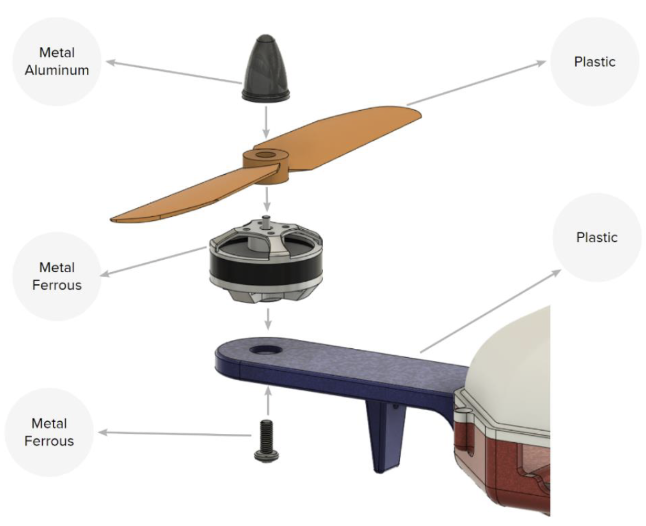 Metal
Aluminum
Plastic
Plastic
Metal
Ferrous
Metal
Ferrous